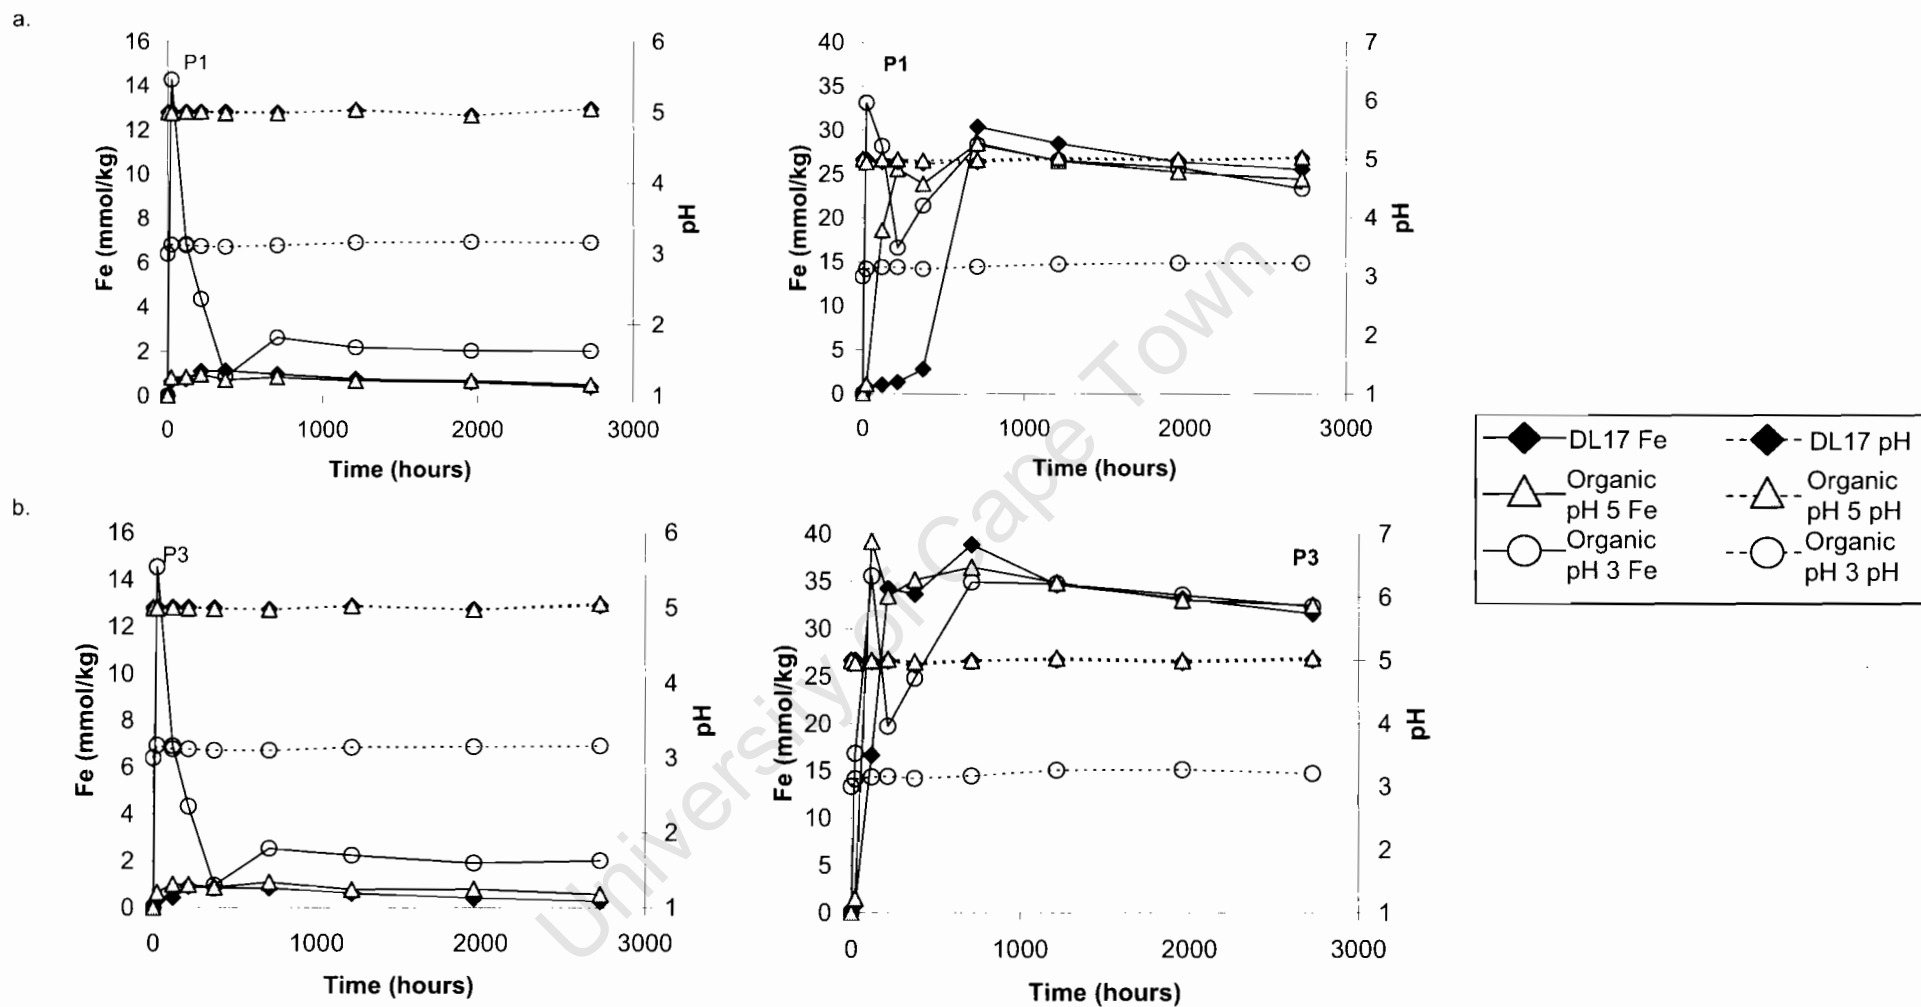 a.
P1
16
14
12
10
8
6
4
2
0
Fe (mmol/kg)
6
5
4
3
2
1
pH
0 1000 2000 3000
Time (hours)
P1
40
35
30
25
20
15
10
5
0
Fe (mmol/kg)
7
6
5
4
3
2
1
pH
0 1000 2000 3000
Time (hours)
DL17 Fe
DL17 pH
Organic
pH 5 Fe
Organic
pH 5 pH
Organic
pH 3 Fe
Organic
pH 3 pH
b.
P3
16
14
12
10
8
6
4
2
0
Fe (mmol/kg)
6
5
4
3
2
1
pH
0 1000 2000 3000
Time (hours)
P3
40
35
30
25
20
15
10
5
0
Fe (mmol/kg)
7
6
5
4
3
2
1
pH
0 1000 2000 3000
Time (hours)
University of Cape Town